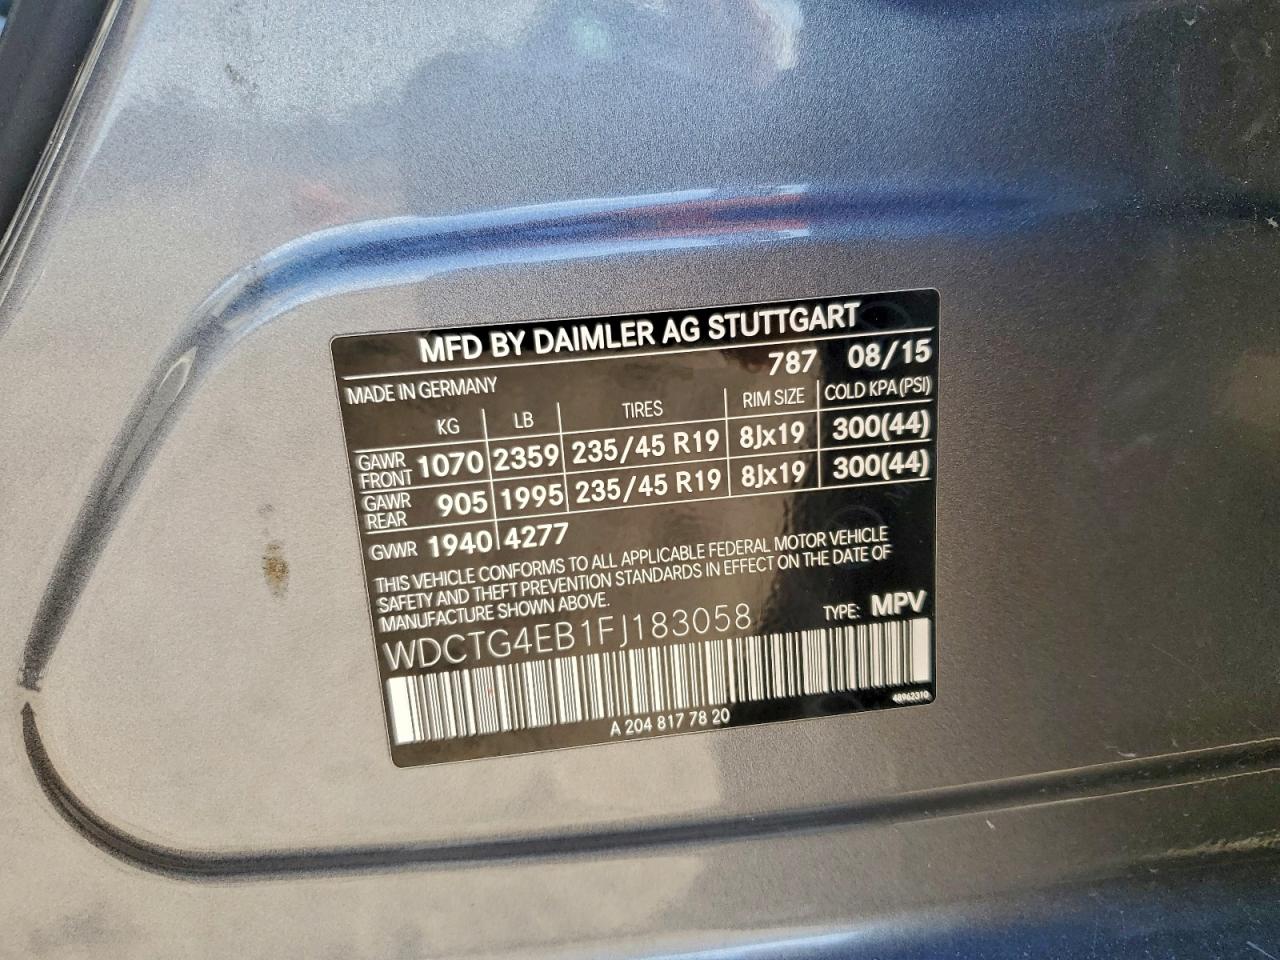 MFD BY DAIMLER AG STUTTGART
787 08/15
MADE IN GERMANY
KG LB TIRES RIM SIZE COLD KPA (PSI)
GAWR FRONT 1070 2359 235/45 R19 8Jx19 300(44)
GAWR REAR 905 1995 235/45 R19 8Jx19 300(44)
GVWR 1940 4277
THIS VEHICLE CONFORMS TO ALL APPLICABLE FEDERAL MOTOR VEHICLE
SAFETY AND THEFT PREVENTION STANDARDS IN EFFECT ON THE DATE OF
MANUFACTURE SHOWN ABOVE.
WDCTG4EB1FJ183058 TYPE: MPV
48962310
A 204 817 78 20